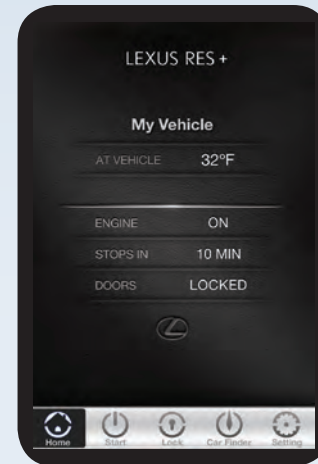 LEXUS RES+
My Vehicle
AT VEHICLE 32°F
ENGINE ON
STOPS IN 10 MIN
DOORS LOCKED
Home Start Lock Car Finder Setting